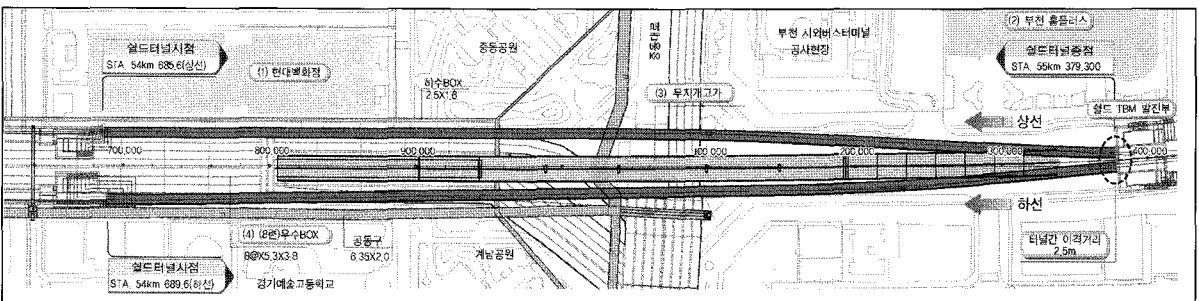 쉴드터널시점
STA. 54km 685.6(상선)
(1) 현대백화점
중동공원
하수BOX
2.5X1.6
(3) 무지개고가
부천 시외버스터미널
공사현장
(2) 부천 홈플러스
쉴드터널종점
STA. 55km 379.300
쉴드 TBM 발진부
상선
700,000
800,000
900,000
100,000
200,000
300,000
400,000
하선
(4) (8련)우수BOX
8@X5.3X3.8
공동구
6.35X2.0
계남공원
터널간 이격거리
2.5m
쉴드터널시점
STA. 54km 689.6(하선)
경기예술고등학교